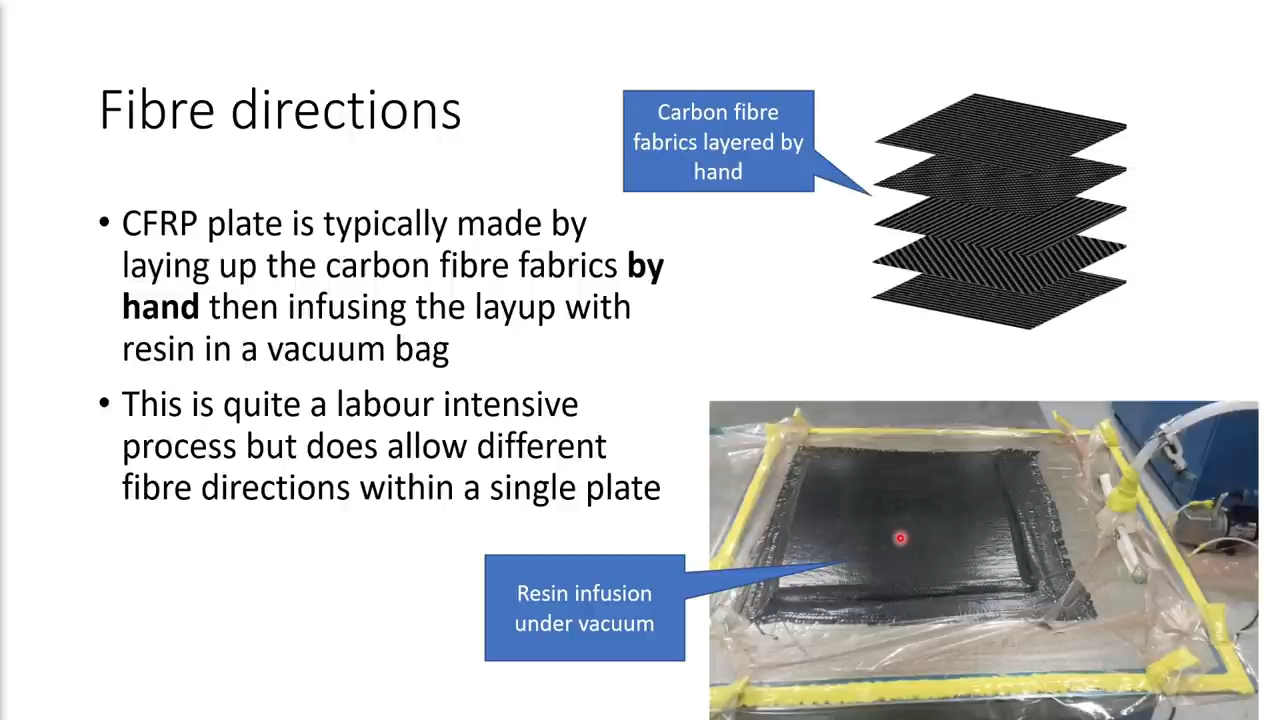 Fibre directions
Carbon fibre
fabrics layered by
hand
• CFRP plate is typically made by
laying up the carbon fibre fabrics by
hand then infusing the layup with
resin in a vacuum bag
• This is quite a labour intensive
process but does allow different
fibre directions within a single plate
Resin infusion
under vacuum